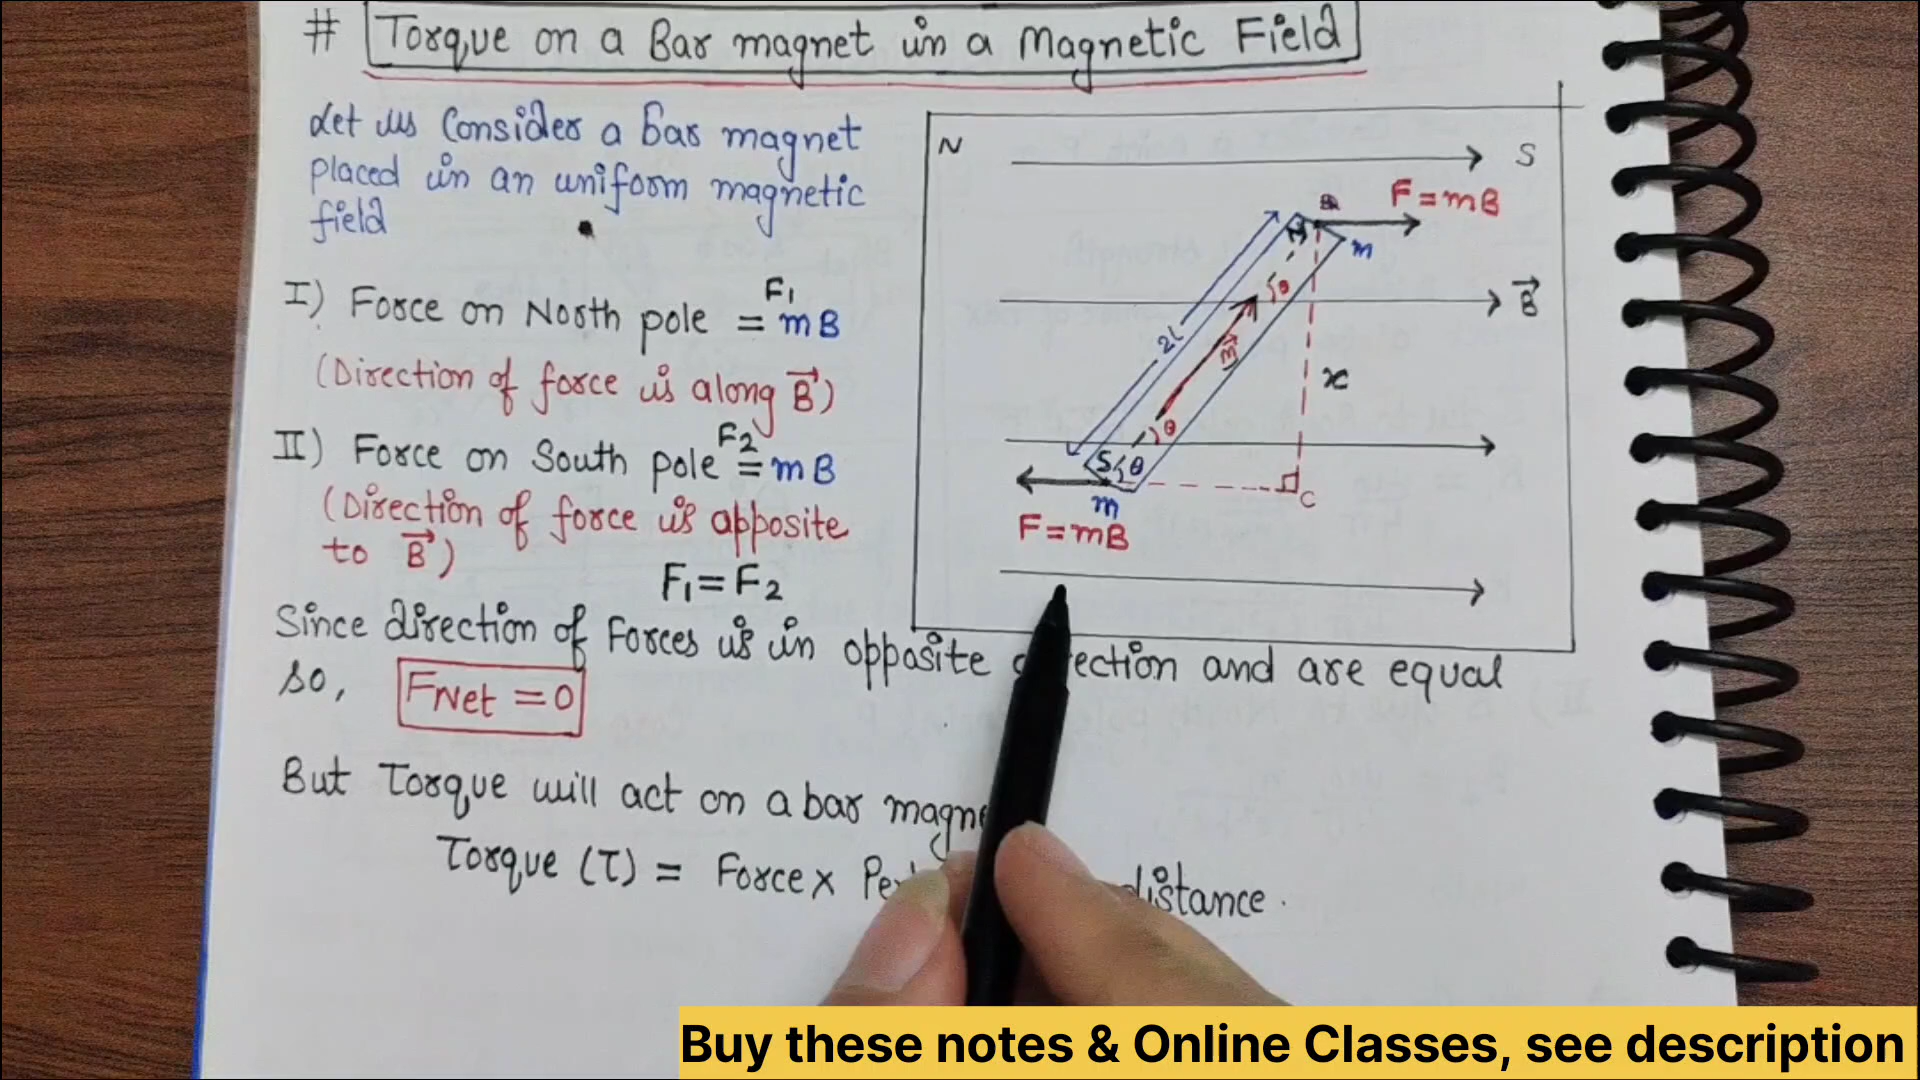 # Torque on a Bar magnet in a Magnetic Field
Let us Consider a bar magnet
placed in an uniform magnetic
field
I) Force on North pole = mB
F₁
(Direction of force is along B⃗)
II) Force on South pole = mB
F₂
(Direction of force is opposite
to B⃗)
F₁ = F₂
Since direction of Forces is in opposite and are equal
so, FNet = 0
But Torque will act on a bar
Torque (τ) = Force x distance.
N
S
F = mB
N
m
B⃗
θ
2l
x
θ
S
θ
C
m
F = mB
Buy these notes & Online Classes, see description